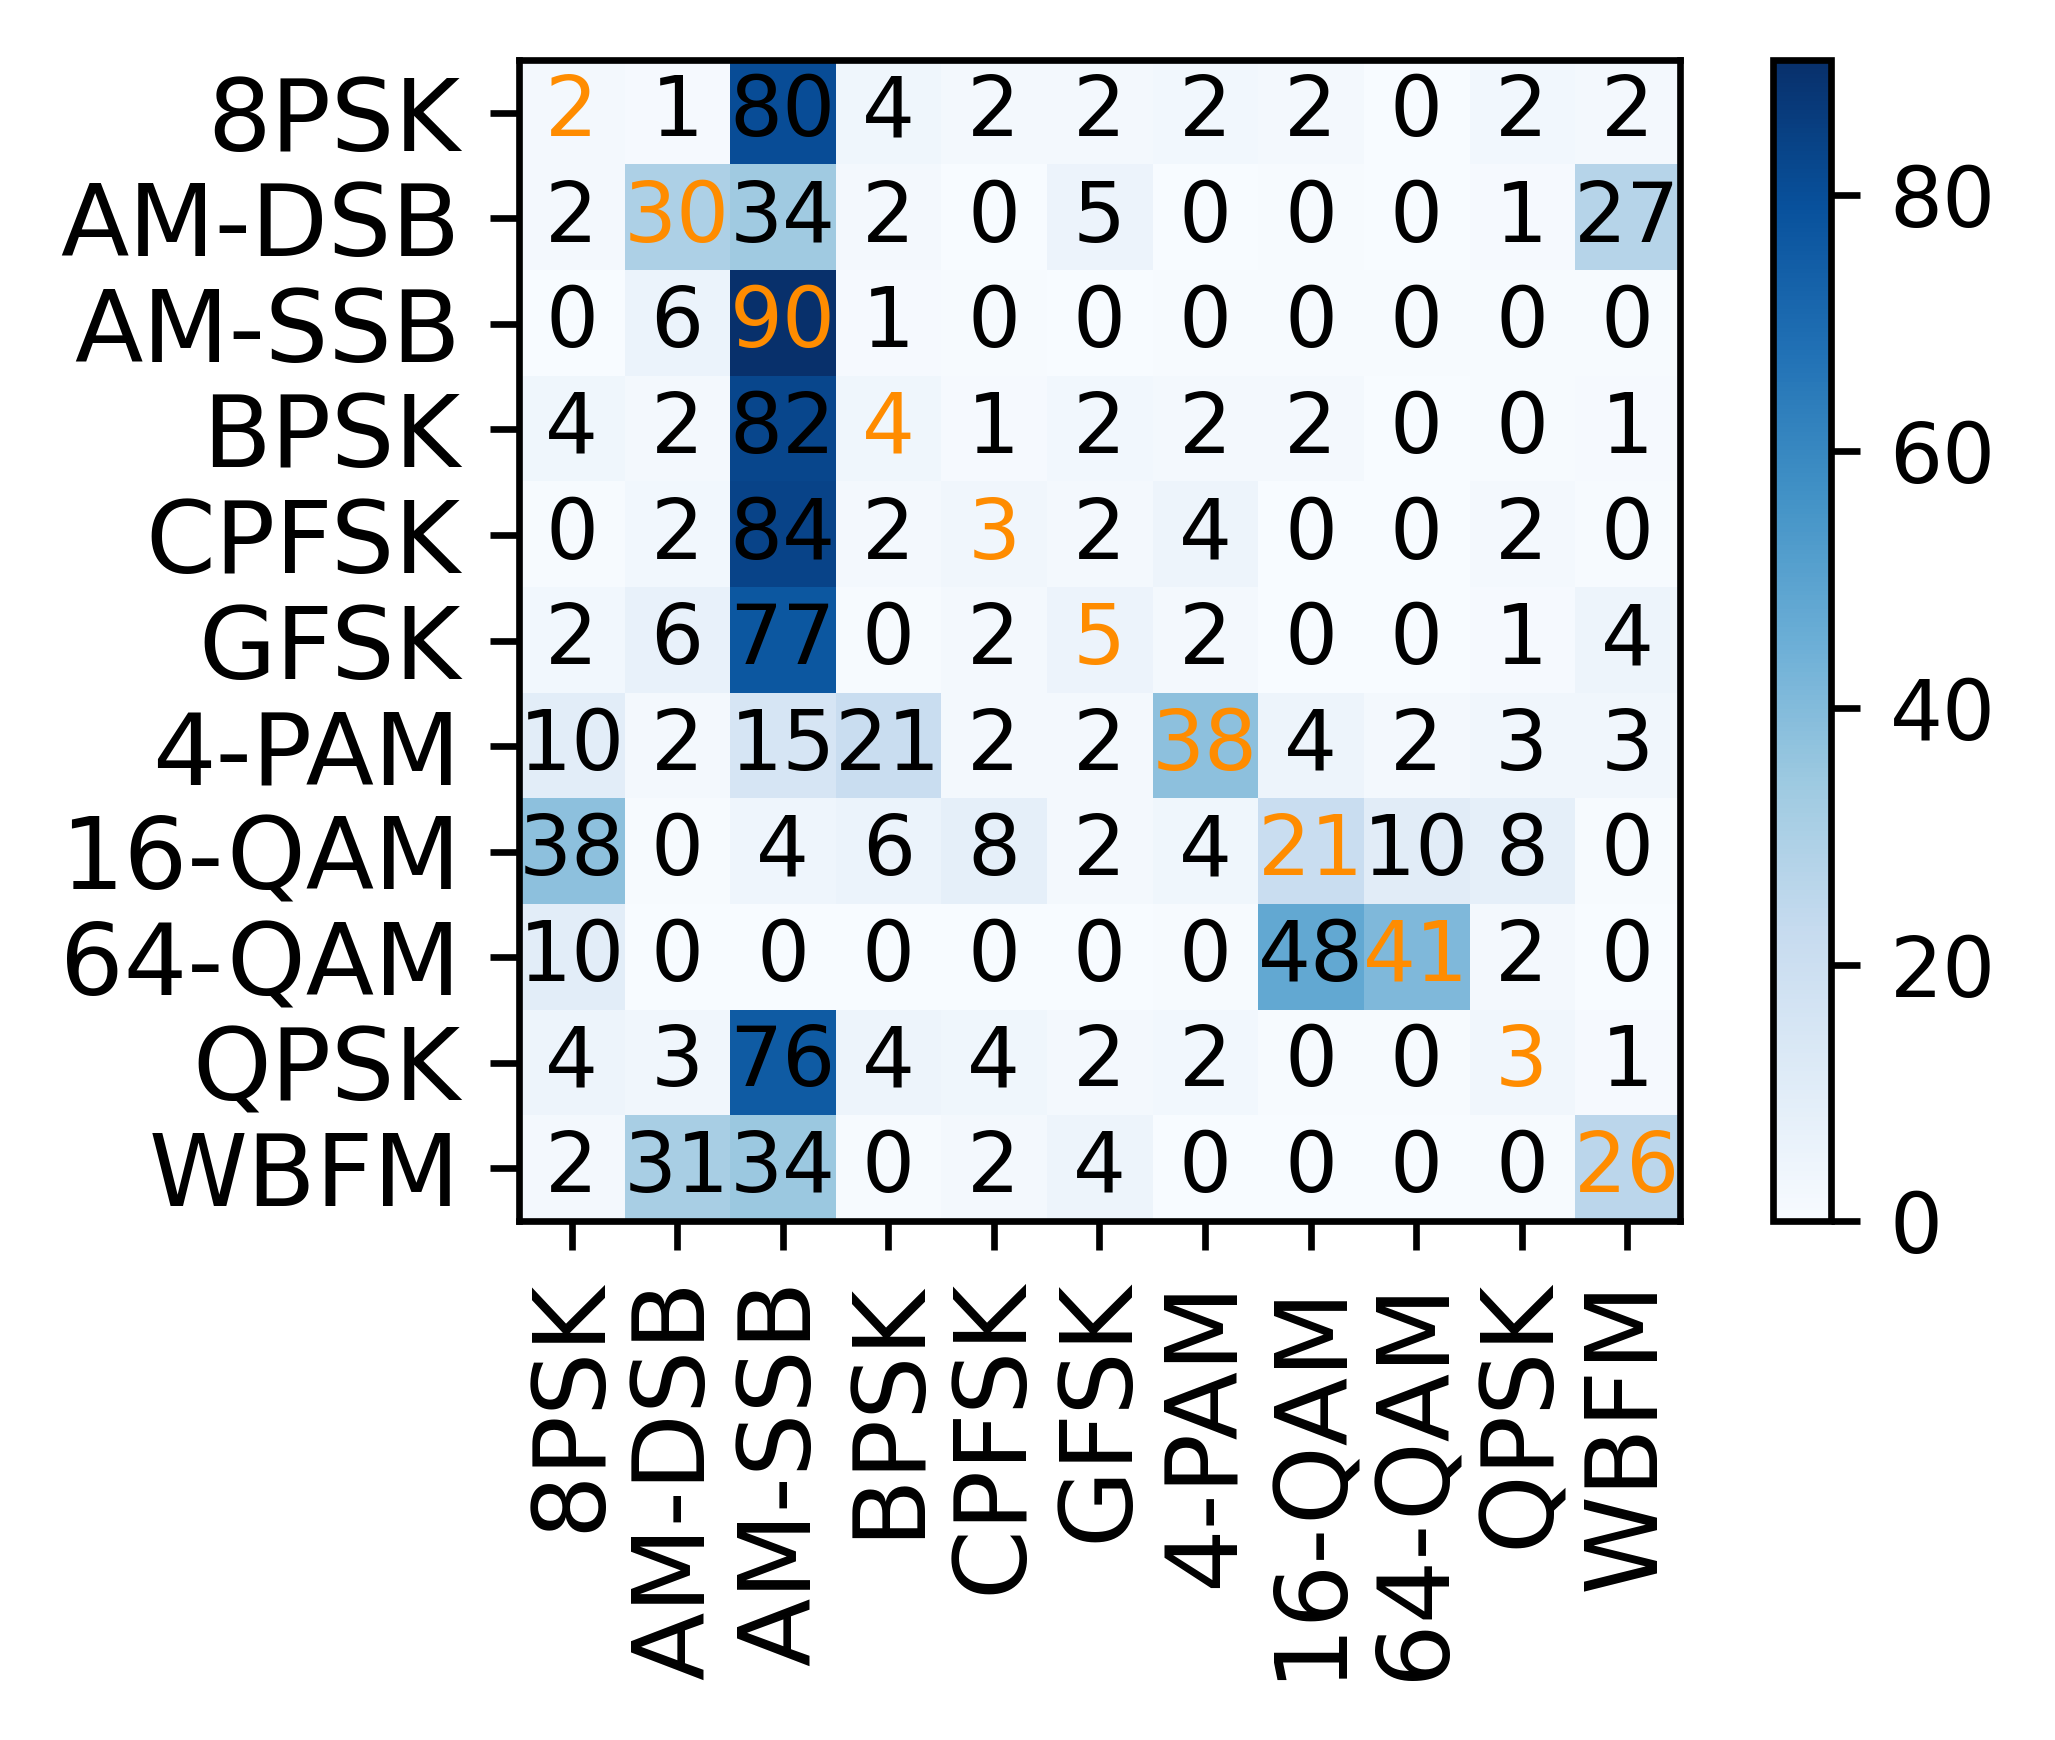 8PSK 2 1 80 4 2 2 2 2 0 2 2
AM-DSB 2 30 34 2 0 5 0 0 0 1 27
AM-SSB 0 6 90 1 0 0 0 0 0 0 0
BPSK 4 2 82 4 1 2 2 2 0 0 1
CPFSK 0 2 84 2 3 2 4 0 0 2 0
GFSK 2 6 77 0 2 5 2 0 0 1 4
4-PAM 10 2 15 21 2 2 38 4 2 3 3
16-QAM 38 0 4 6 8 2 4 21 10 8 0
64-QAM 10 0 0 0 0 0 0 48 41 2 0
QPSK 4 3 76 4 4 2 2 0 0 3 1
WBFM 2 31 34 0 2 4 0 0 0 0 26
8PSK
AM-DSB
AM-SSB
BPSK
CPFSK
GFSK
4-PAM
16-QAM
64-QAM
QPSK
WBFM
80
60
40
20
0